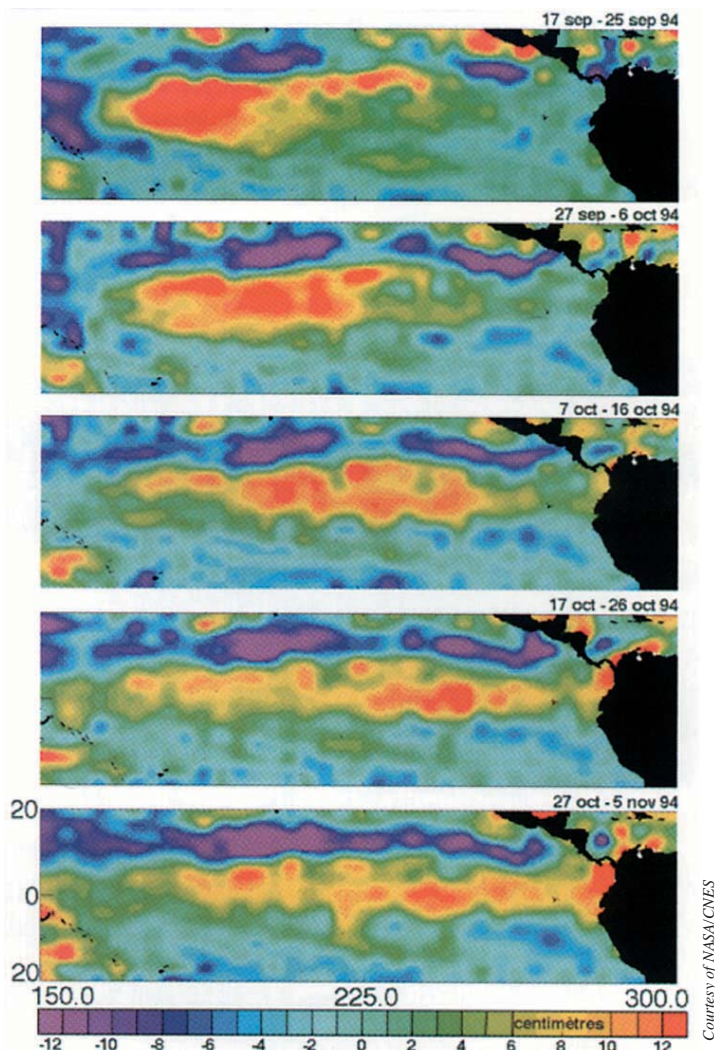 17 sep - 25 sep 94
27 sep - 6 oct 94
7 oct - 16 oct 94
17 oct - 26 oct 94
27 oct - 5 nov 94
20
0
20
150.0 225.0 300.0
centimètres
-12 -10 -8 -6 -4 -2 0 2 4 6 8 10 12
Courtesy of NASA/CNES